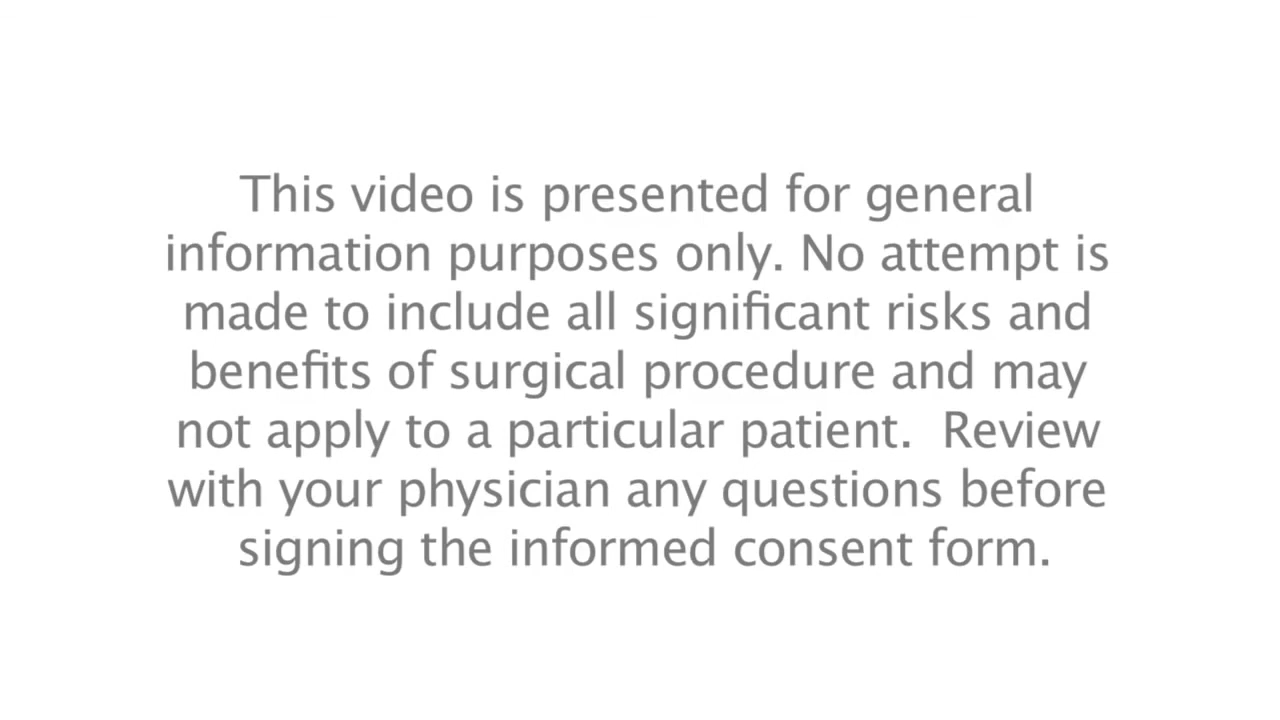 This video is presented for general
information purposes only. No attempt is
made to include all significant risks and
benefits of surgical procedure and may
not apply to a particular patient.  Review
with your physician any questions before
signing the informed consent form.